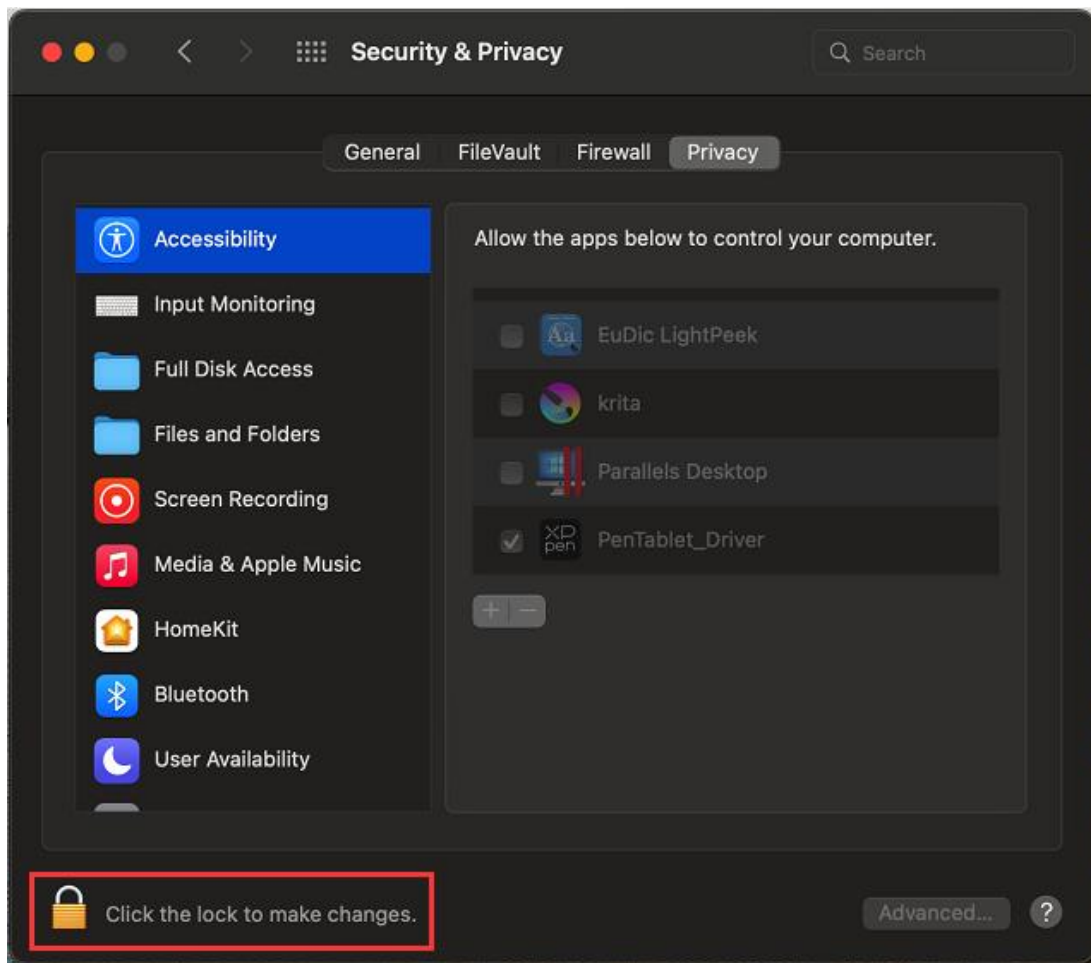 Security & Privacy
Search
General FileVault Firewall Privacy
Accessibility
Input Monitoring
Full Disk Access
Files and Folders
Screen Recording
Media & Apple Music
HomeKit
Bluetooth
User Availability
Allow the apps below to control your computer.
Aa EuDic LightPeek
krita
Parallels Desktop
XP
pen PenTablet_Driver
Click the lock to make changes.
Advanced... ?